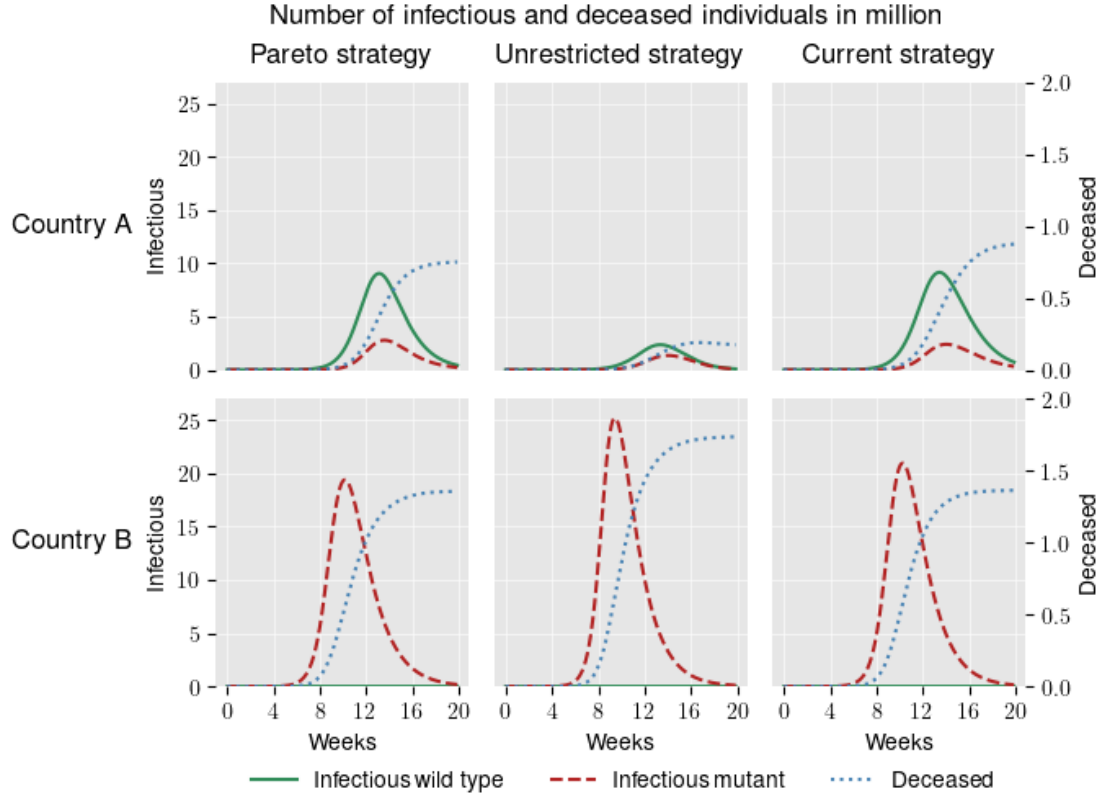 Number of infectious and deceased individuals in million
Pareto strategy
Unrestricted strategy
Current strategy
Country A
Infectious
25
20
15
10
5
0
2.0
1.5
1.0
0.5
0.0
Deceased
Country B
Infectious
25
20
15
10
5
0
2.0
1.5
1.0
0.5
0.0
Deceased
0 4 8 12 16 20
0 4 8 12 16 20
0 4 8 12 16 20
Weeks
Weeks
Weeks
Infectious wild type
Infectious mutant
Deceased